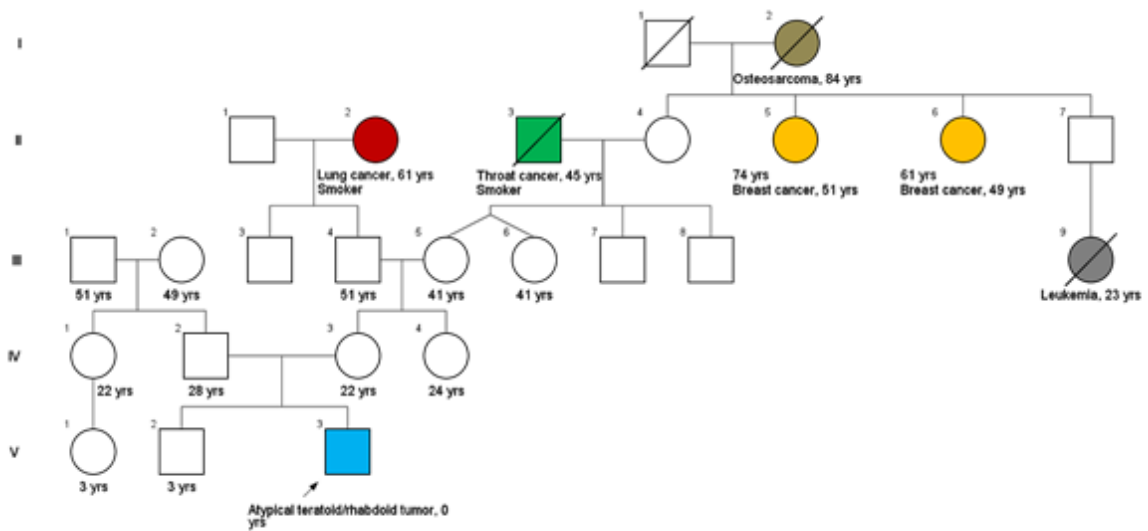 I
1
2
Osteosarcoma, 84 yrs
II
1
2
3
4
5
6
7
Lung cancer, 61 yrs
Smoker
Throat cancer, 45 yrs
Smoker
74 yrs
Breast cancer, 51 yrs
61 yrs
Breast cancer, 49 yrs
III
1
2
3
4
5
6
7
8
9
51 yrs
49 yrs
51 yrs
41 yrs
41 yrs
Leukemia, 23 yrs
IV
1
2
3
4
22 yrs
28 yrs
22 yrs
24 yrs
V
1
2
3
3 yrs
3 yrs
Atypical teratoid/rhabdoid tumor, 0
yrs